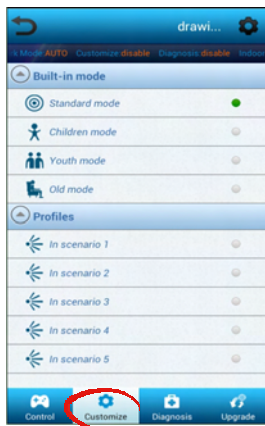 drawi...
k Mode AUTO Customize disable Diagnosis disable Indoor
Built-in mode
Standard mode
Children mode
Youth mode
Old mode
Profiles
In scenario 1
In scenario 2
In scenario 3
In scenario 4
In scenario 5
Control Customize Diagnosis Upgrade